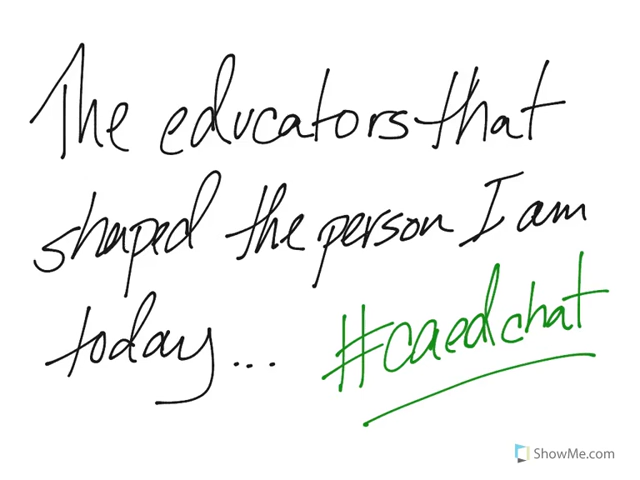 The educators that
shaped the person I am
today... #caedchat
ShowMe.com